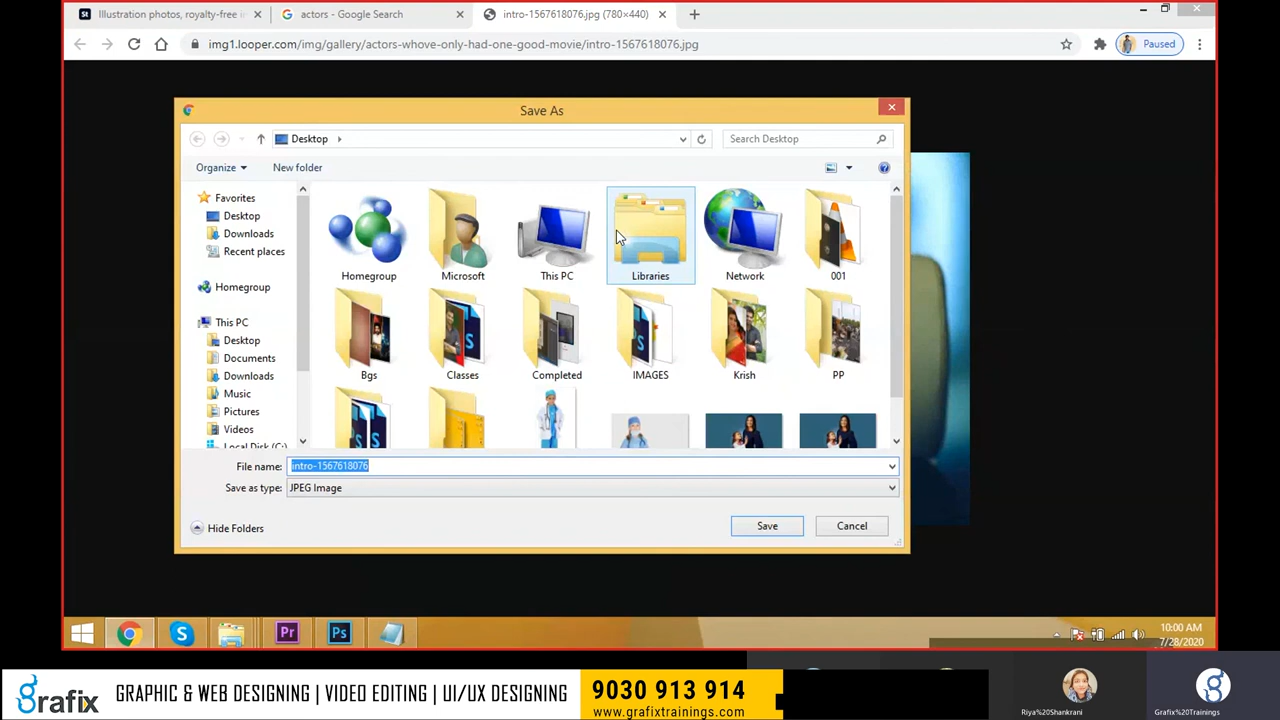 Illustration photos, royalty-free i
actors - Google Search
intro-1567618076.jpg (780×440)
img1.looper.com/img/gallery/actors-whose-only-had-one-good-movie/intro-1567618076.jpg
Paused
Save As
Desktop
Search Desktop
Organize
New folder
Favorites
Desktop
Downloads
Recent places
Homegroup
This PC
Desktop
Documents
Downloads
Music
Pictures
Videos
Local Disk (C:)
Homegroup
Microsoft
This PC
Libraries
Network
001
Bgs
Classes
Completed
IMAGES
Krish
PP
File name: intro-1567618076
Save as type: JPEG Image
Hide Folders
Save
Cancel
10:00 AM
7/28/2020
grafix
GRAPHIC & WEB DESIGNING | VIDEO EDITING | UI/UX DESIGNING
9030 913 914
www.grafixtrainings.com
Riya%20Shankrani
Grafix%20Trainings